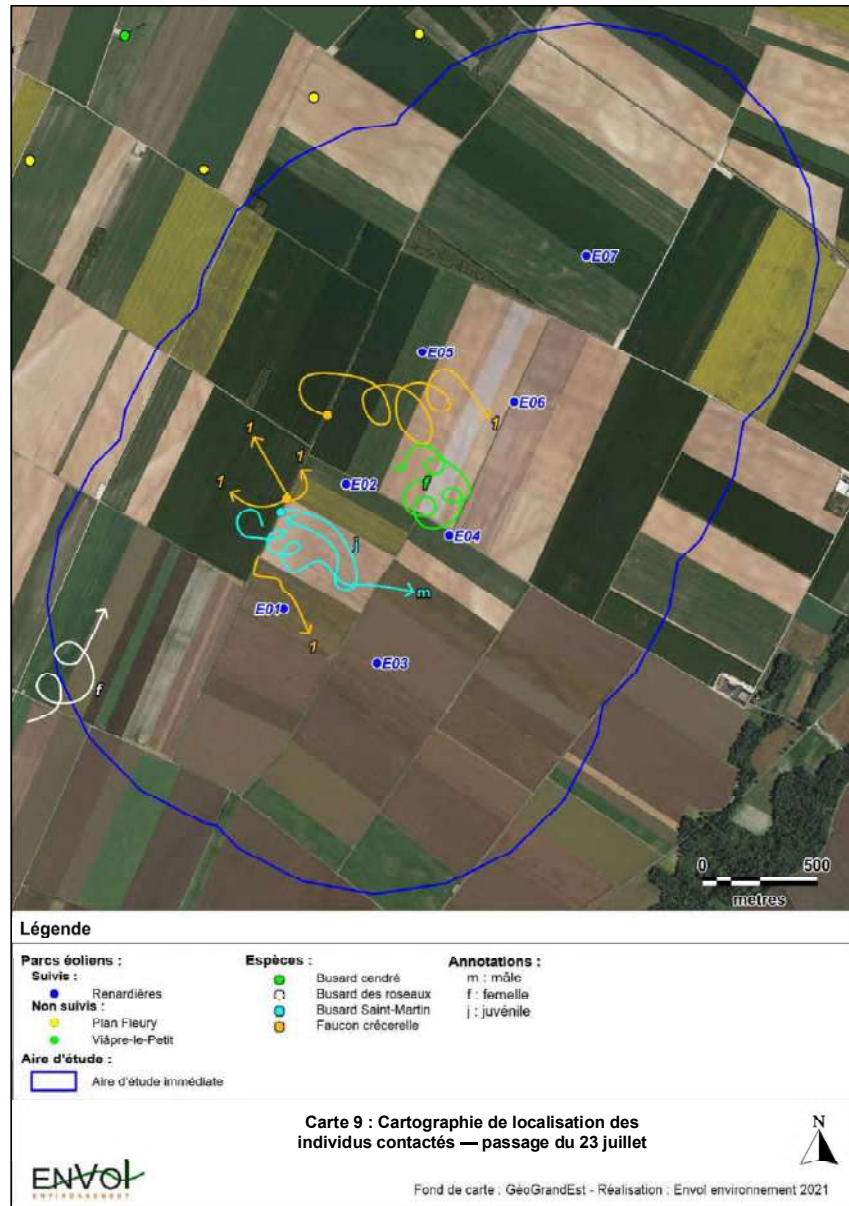 E07
E05
1
E06
1
1
1
E02
f
E04
j
m
E01
1
E03
f
0 500
metres
Légende
Parcs éoliens :
Suivis :
Renardières
Non suivis :
Plan Fleury
Viâpre-le-Petit
Aire d'étude :
Aire d'étude immédiate
Espèces :
Busard cendré
Busard des roseaux
Busard Saint-Martin
Faucon crécerelle
Annotations :
m : mâle
f : femelle
j : juvénile
Carte 9 : Cartographie de localisation des
individus contactés — passage du 23 juillet
N
ENVOL
ENVIRONNEMENT
Fond de carte : GéoGrandEst - Réalisation : Envol environnement 2021